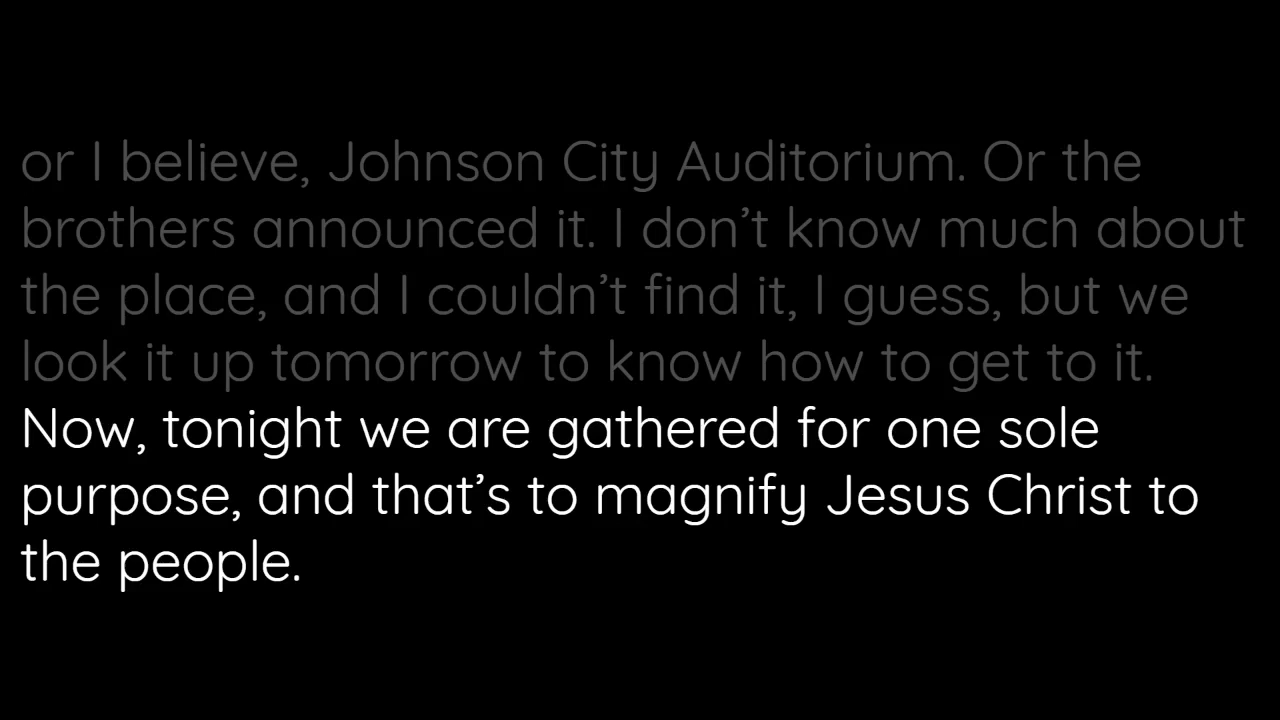 or I believe, Johnson City Auditorium. Or the
brothers announced it. I don’t know much about
the place, and I couldn’t find it, I guess, but we
look it up tomorrow to know how to get to it.
Now, tonight we are gathered for one sole
purpose, and that’s to magnify Jesus Christ to
the people.